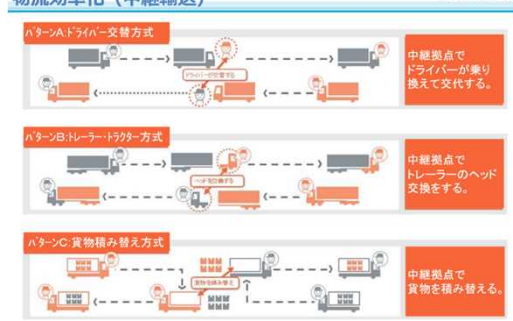 物流効率化（中継輸送）
パターンA:ドライバー交替方式
ドライバーが交替する
中継拠点で
ドライバーが乗り
換えて交代する。
パターンB:トレーラー・トラクター方式
ヘッドを交換する
中継拠点で
トレーラーのヘッド
交換をする。
パターンC:貨物積み替え方式
貨物を積み替え
中継拠点で
貨物を積み替える。